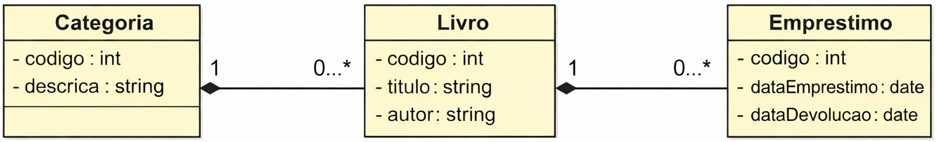 Categoria
- codigo : int
- descrica : string
1
0...*
Livro
- codigo : int
- titulo : string
- autor: string
1
0...*
Emprestimo
- codigo : int
- dataEmprestimo : date
- dataDevolucao : date